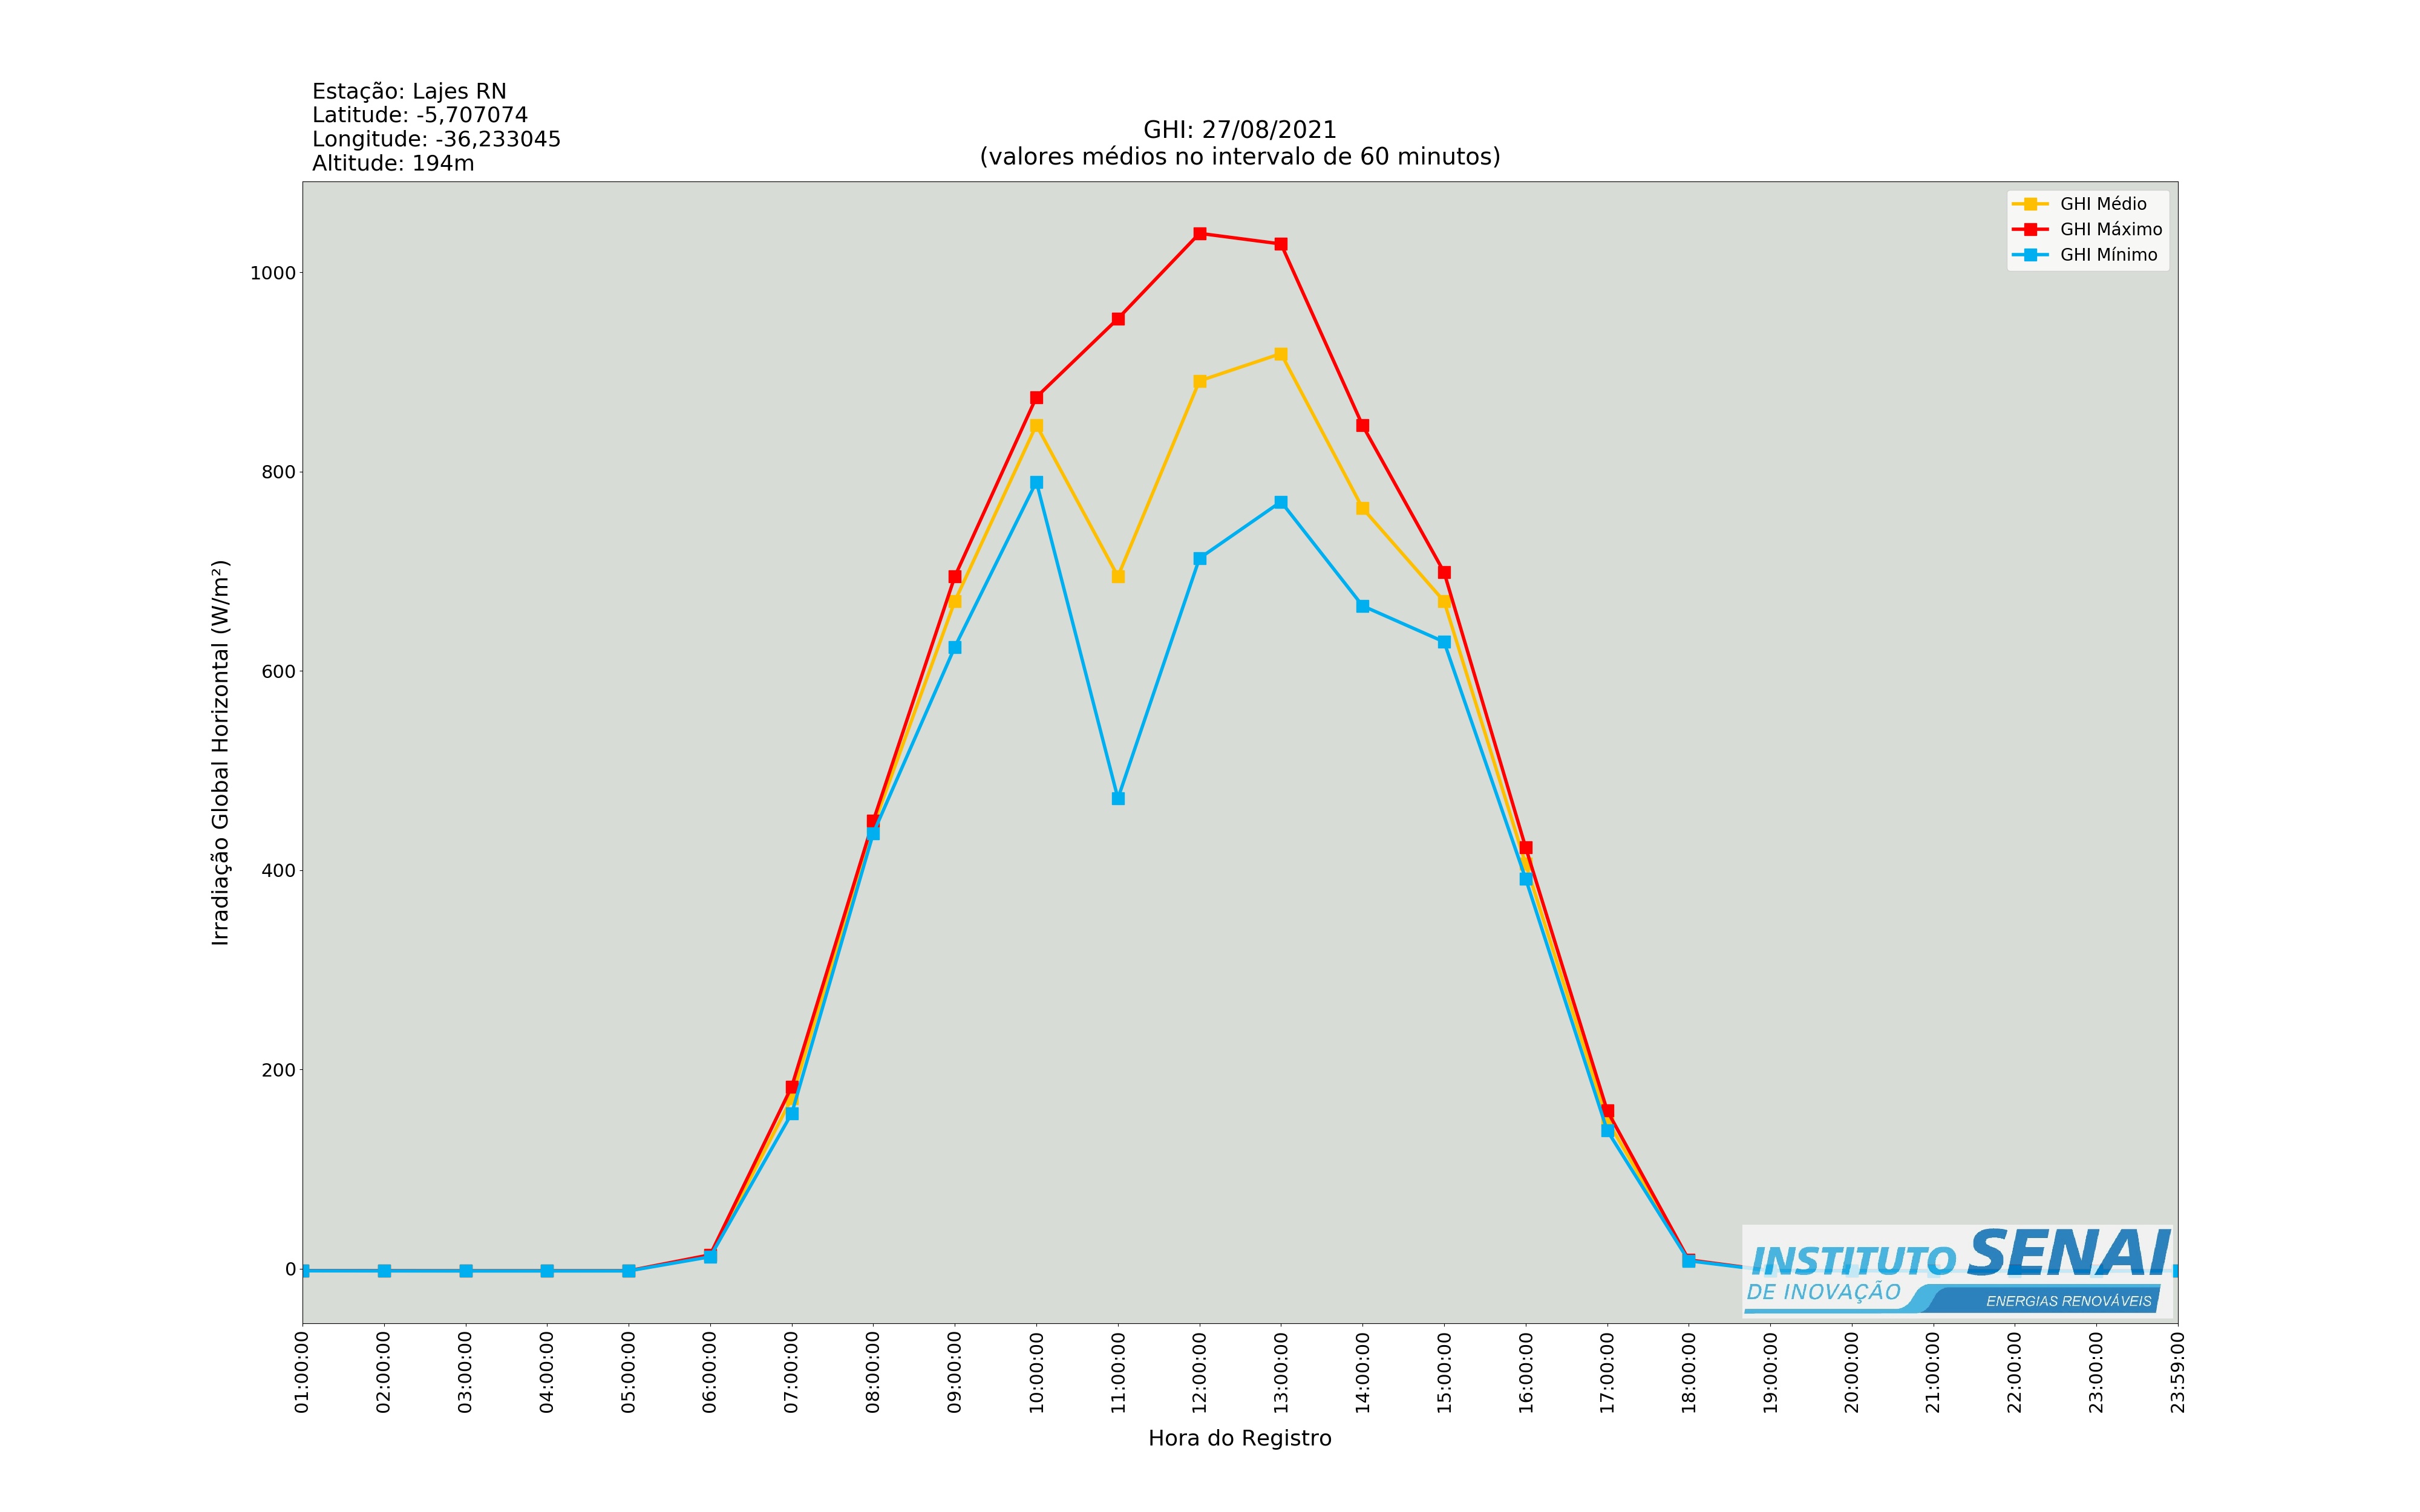 Estação: Lajes RN
Latitude: -5,707074
Longitude: -36,233045
Altitude: 194m
GHI: 27/08/2021
(valores médios no intervalo de 60 minutos)
GHI Médio
GHI Máximo
GHI Mínimo
Irradiação Global Horizontal (W/m²)
1000
800
600
400
200
0
INSTITUTO SENAI
DE INOVAÇÃO
ENERGIAS RENOVÁVEIS
01:00:00
02:00:00
03:00:00
04:00:00
05:00:00
06:00:00
07:00:00
08:00:00
09:00:00
10:00:00
11:00:00
12:00:00
13:00:00
14:00:00
15:00:00
16:00:00
17:00:00
18:00:00
19:00:00
20:00:00
21:00:00
22:00:00
23:00:00
23:59:00
Hora do Registro